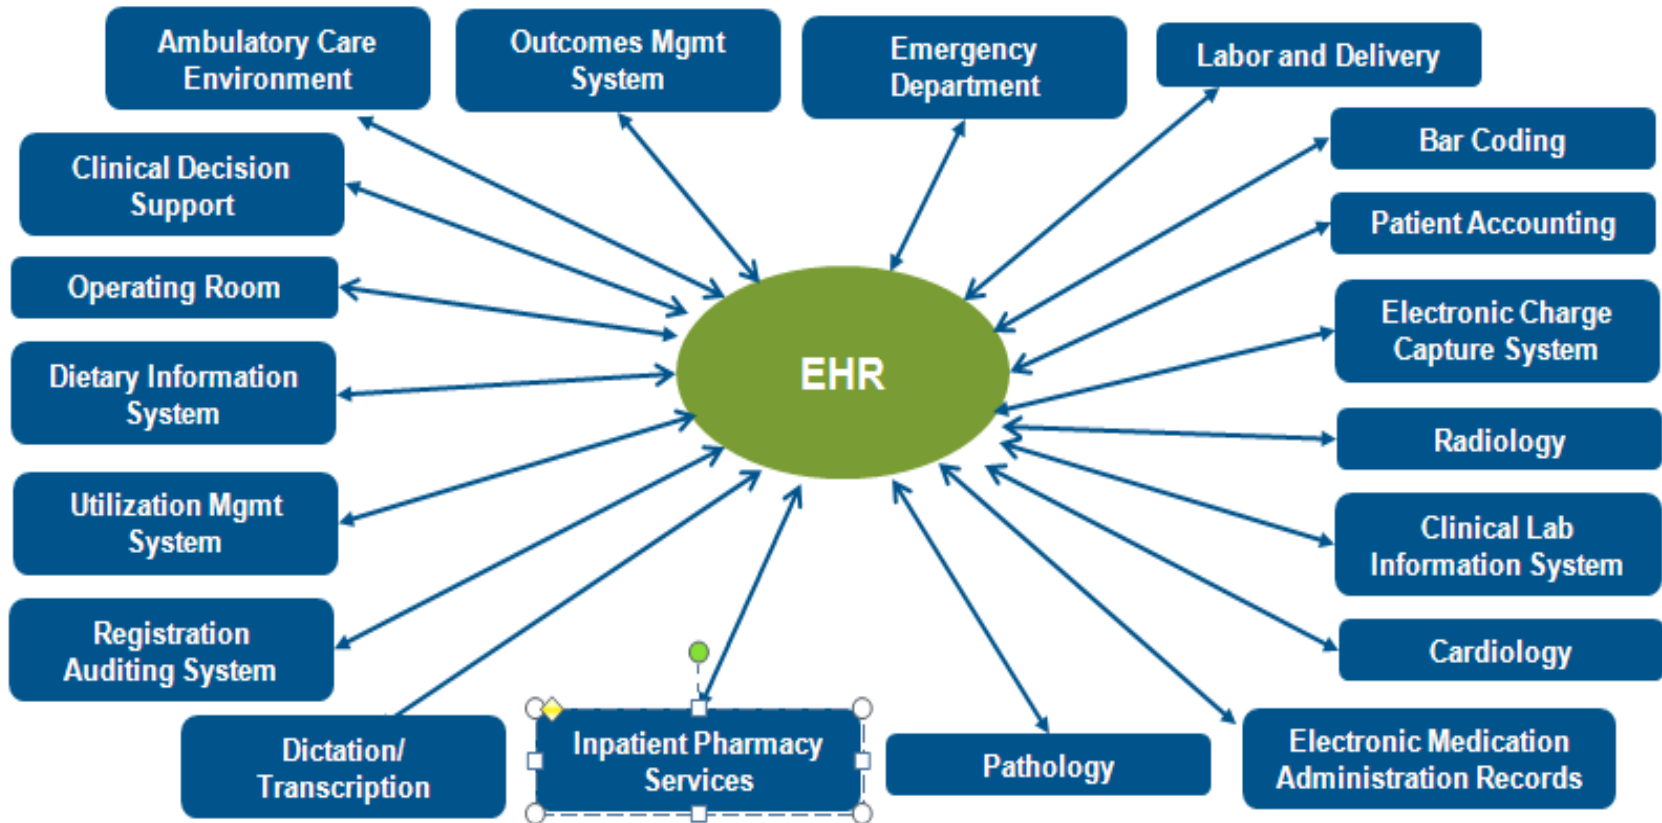 Ambulatory Care
Environment
Outcomes Mgmt
System
Emergency
Department
Labor and Delivery
Clinical Decision
Support
Bar Coding
Operating Room
Patient Accounting
EHR
Electronic Charge
Capture System
Dietary Information
System
Radiology
Utilization Mgmt
System
Clinical Lab
Information System
Registration
Auditing System
Cardiology
Dictation/
Transcription
Inpatient Pharmacy
Services
Pathology
Electronic Medication
Administration Records